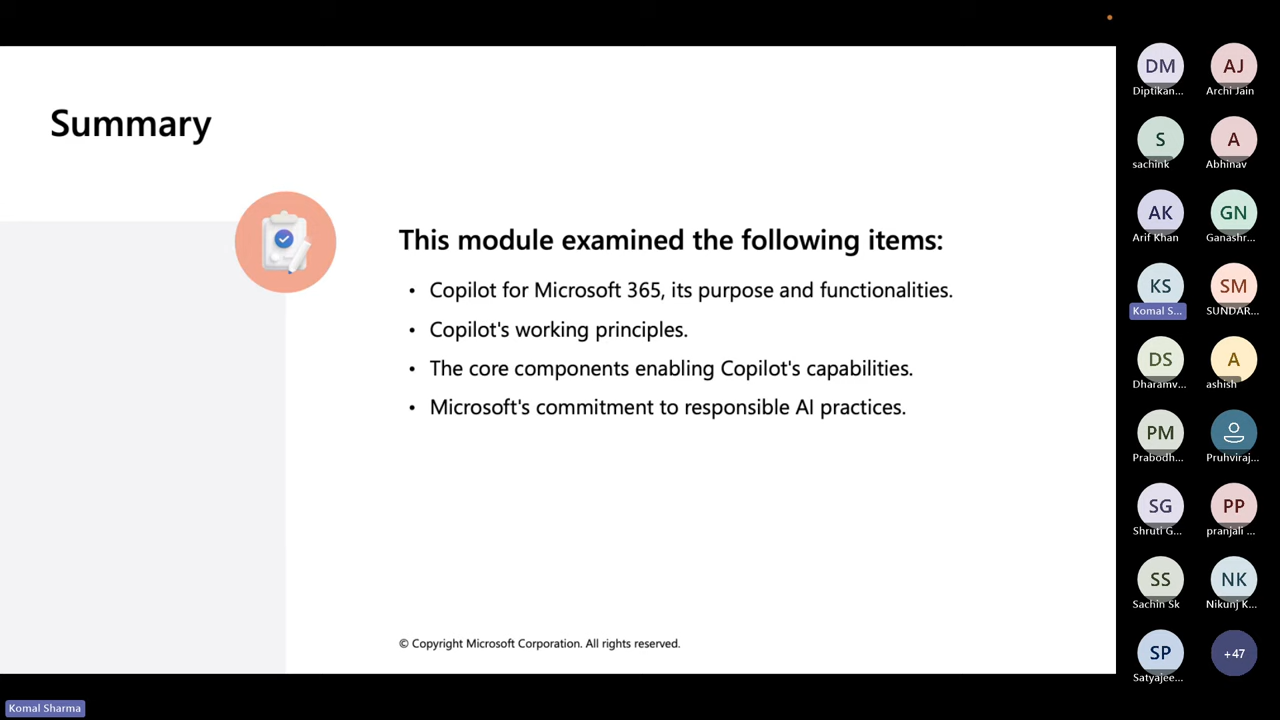 Summary
This module examined the following items:
• Copilot for Microsoft 365, its purpose and functionalities.
• Copilot's working principles.
• The core components enabling Copilot's capabilities.
• Microsoft's commitment to responsible AI practices.
© Copyright Microsoft Corporation. All rights reserved.
DM AJ
Diptikan... Archi Jain
S A
sachink Abhinav
AK GN
Arif Khan Ganashr...
KS SM
Komal S... SUNDAR...
DS A
Dharamv... ashish
PM
Prabodh... Pruhviraj...
SG PP
Shruti G... pranjali ...
SS NK
Sachin Sk Nikunj K...
SP +47
Satyajee...
Komal Sharma